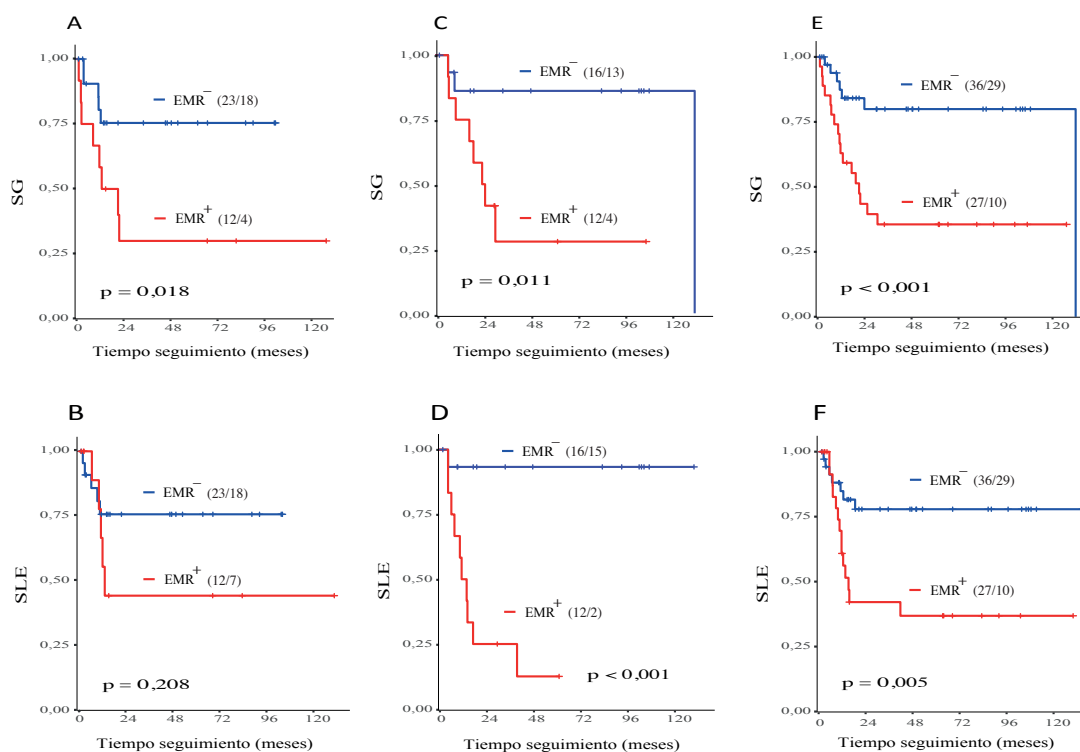 A
1,00
0,75
0,50
0,25
0,00
SG
EMR⁻ (23/18)
EMR⁺ (12/4)
p = 0,018
0 24 48 72 96 120
Tiempo seguimiento (meses)
C
1,00
0,75
0,50
0,25
0,00
SG
EMR⁻ (16/13)
EMR⁺ (12/4)
p = 0,011
0 24 48 72 96 120
Tiempo seguimiento (meses)
E
1,00
0,75
0,50
0,25
0,00
SG
EMR⁻ (36/29)
EMR⁺ (27/10)
p < 0,001
0 24 48 72 96 120
Tiempo seguimiento (meses)
B
1,00
0,75
0,50
0,25
0,00
SLE
EMR⁻ (23/18)
EMR⁺ (12/7)
p = 0,208
0 24 48 72 96 120
Tiempo seguimiento (meses)
D
1,00
0,75
0,50
0,25
0,00
SLE
EMR⁻ (16/15)
EMR⁺ (12/2)
p < 0,001
0 24 48 72 96 120
Tiempo seguimiento (meses)
F
1,00
0,75
0,50
0,25
0,00
SLE
EMR⁻ (36/29)
EMR⁺ (27/10)
p = 0,005
0 24 48 72 96 120
Tiempo seguimiento (meses)